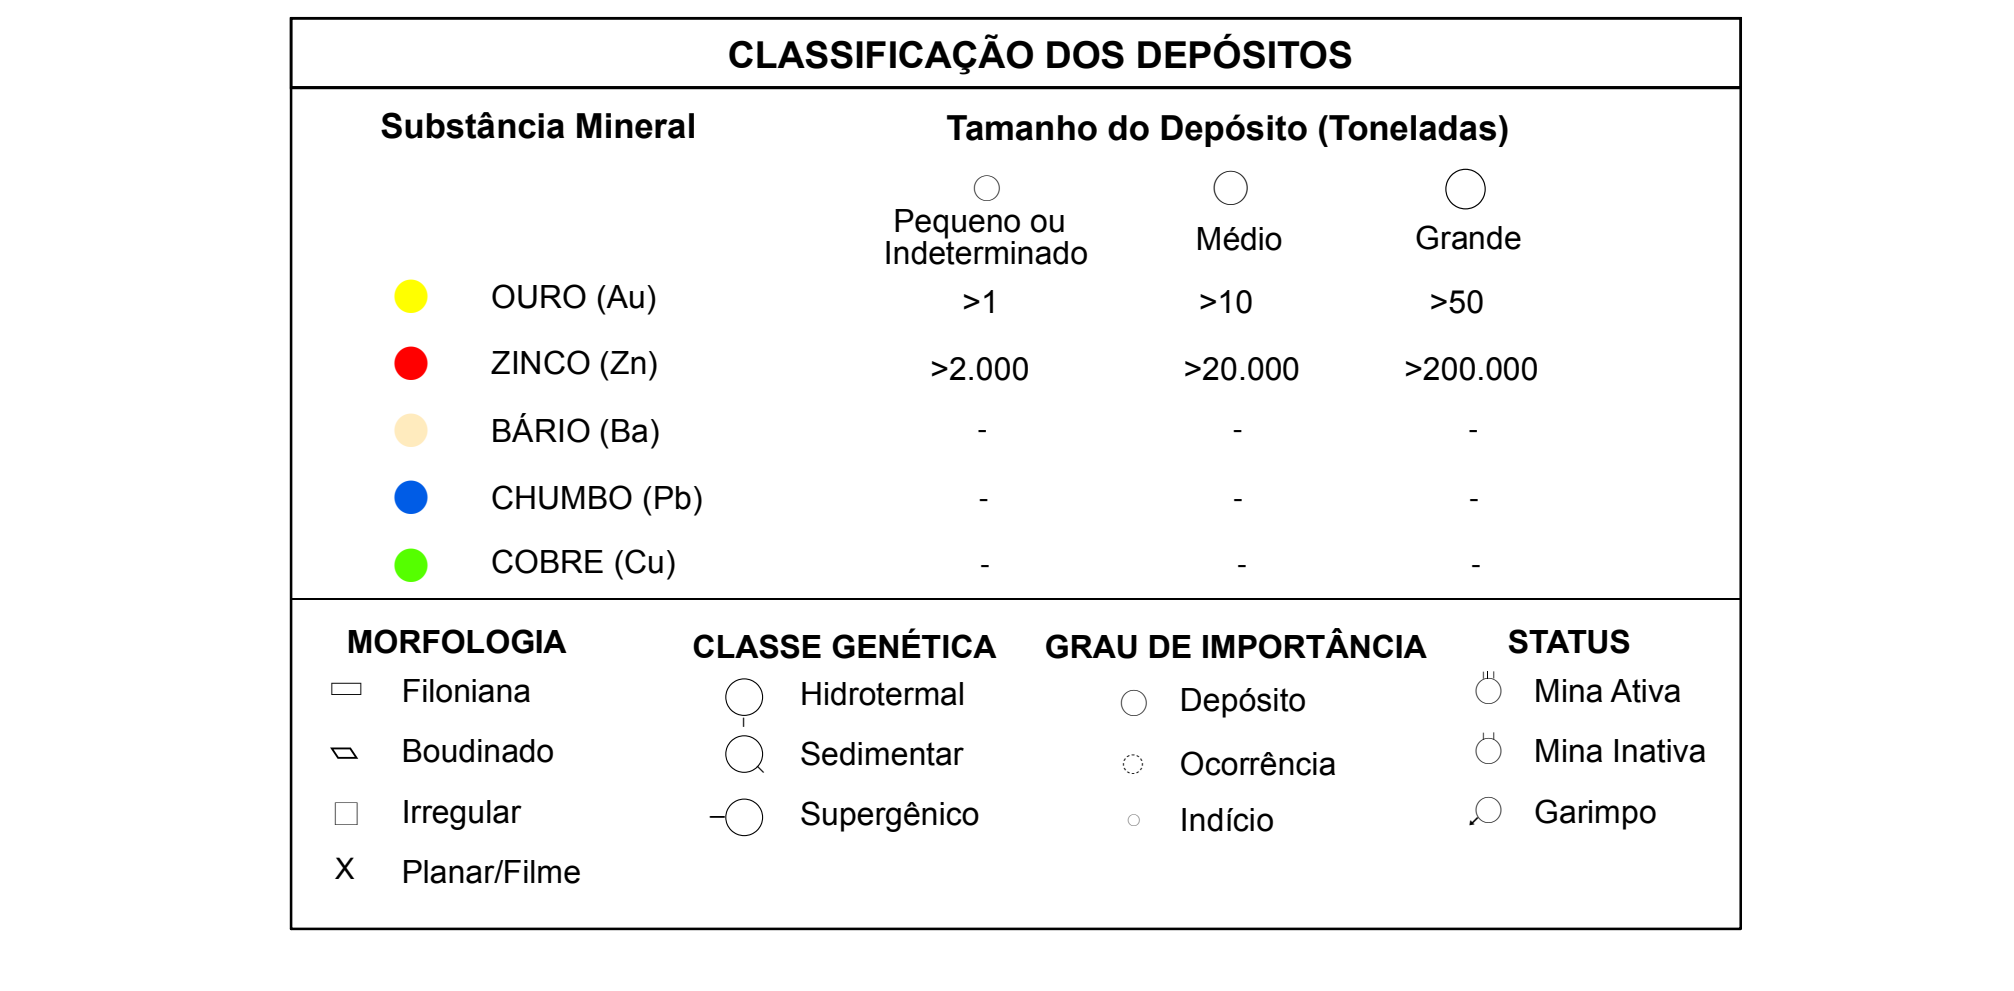 CLASSIFICAÇÃO DOS DEPÓSITOS
Substância Mineral
Tamanho do Depósito (Toneladas)
Pequeno ou
Indeterminado
Médio
Grande
OURO (Au) >1 >10 >50
ZINCO (Zn) >2.000 >20.000 >200.000
BÁRIO (Ba) - - -
CHUMBO (Pb) - - -
COBRE (Cu) - - -
MORFOLOGIA
Filoniana
Boudinado
Irregular
X Planar/Filme
CLASSE GENÉTICA
Hidrotermal
Sedimentar
Supergênico
GRAU DE IMPORTÂNCIA
Depósito
Ocorrência
Indício
STATUS
Mina Ativa
Mina Inativa
Garimpo